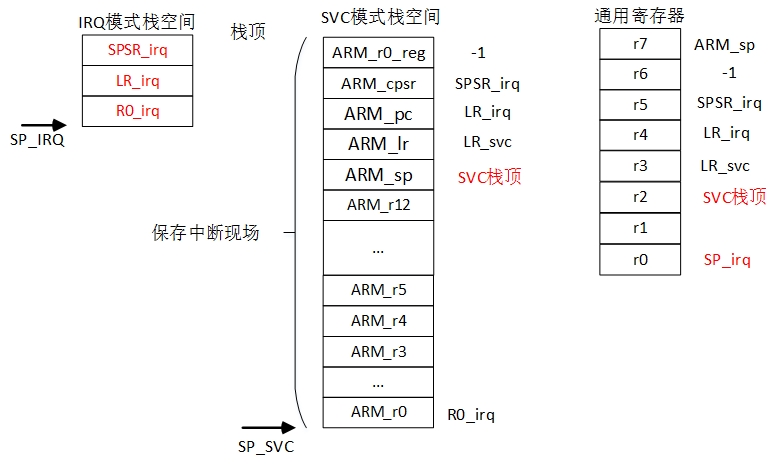 IRQ模式栈空间
SPSR_irq
LR_irq
R0_irq
SP_IRQ
栈顶
SVC模式栈空间
ARM_r0_reg -1
ARM_cpsr SPSR_irq
ARM_pc LR_irq
ARM_lr LR_svc
ARM_sp SVC栈顶
ARM_r12
...
ARM_r5
ARM_r4
ARM_r3
...
ARM_r0 R0_irq
保存中断现场
SP_SVC
通用寄存器
r7 ARM_sp
r6 -1
r5 SPSR_irq
r4 LR_irq
r3 LR_svc
r2 SVC栈顶
r1
r0 SP_irq